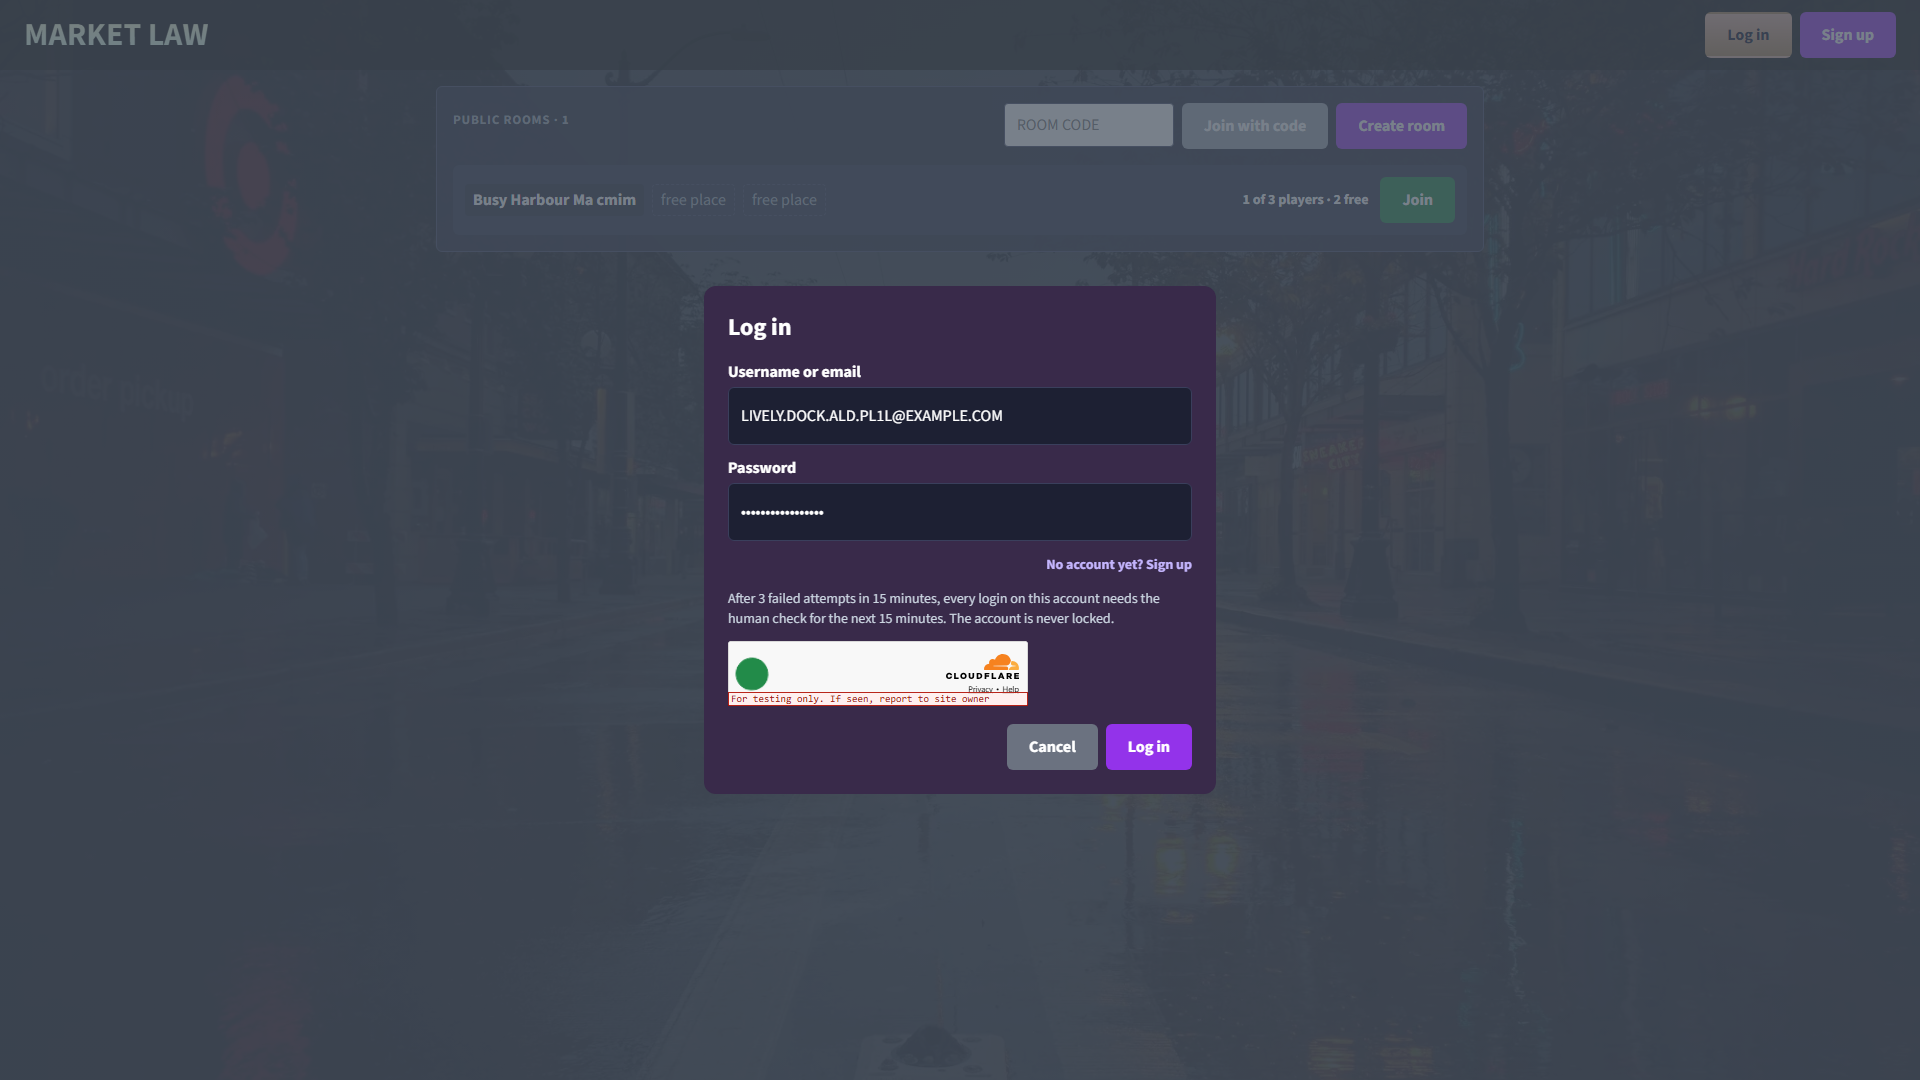 MARKET LAW
Log in
Sign up
PUBLIC ROOMS · 1
ROOM CODE
Join with code
Create room
Busy Harbour Ma cmim
free place
free place
1 of 3 players · 2 free
Join
Log in
Username or email
LIVELY.DOCK.ALD.PL1L@EXAMPLE.COM
Password
•••••••••••••••••
No account yet? Sign up
After 3 failed attempts in 15 minutes, every login on this account needs the
human check for the next 15 minutes. The account is never locked.
CLOUDFLARE
Privacy • Help
For testing only. If seen, report to site owner
Cancel
Log in